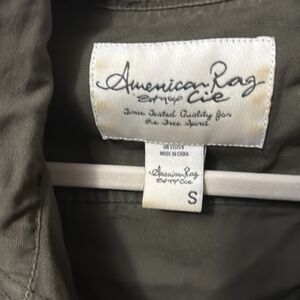 American Rag
Cie
Time Tested Quality for
the Free Spirit
MADE IN CHINA
American Rag
Cie
S